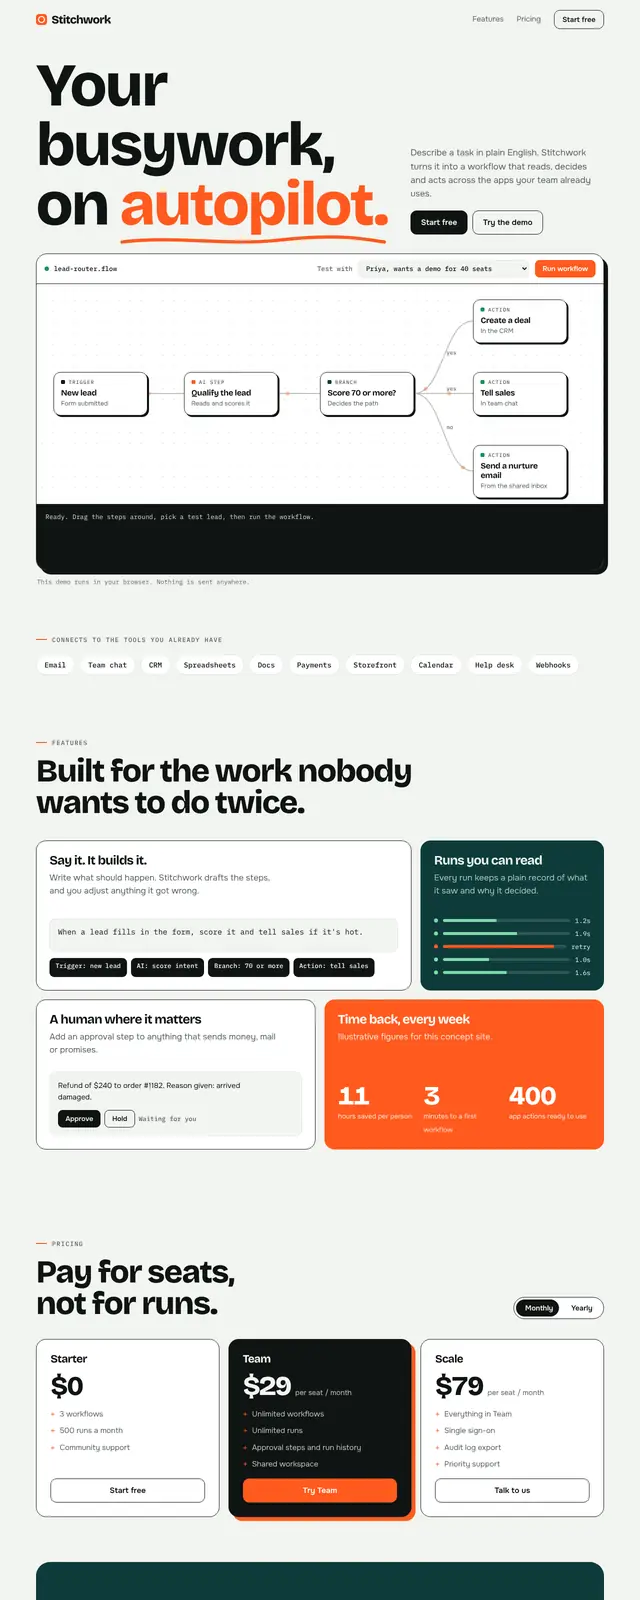 Stitchwork
Features
Pricing
Start free
Your
busywork,
on autopilot.
Describe a task in plain English. Stitchwork
turns it into a workflow that reads, decides
and acts across the apps your team already
uses.
Start free
Try the demo
lead-router.flow
Test with
Priya, wants a demo for 40 seats
Run workflow
ACTION
Create a deal
In the CRM
yes
TRIGGER
New lead
Form submitted
AI STEP
Qualify the lead
Reads and scores it
BRANCH
Score 70 or more?
Decides the path
yes
ACTION
Tell sales
In team chat
no
ACTION
Send a nurture
email
From the shared inbox
Ready. Drag the steps around, pick a test lead, then run the workflow.
This demo runs in your browser. Nothing is sent anywhere.
CONNECTS TO THE TOOLS YOU ALREADY HAVE
Email
Team chat
CRM
Spreadsheets
Docs
Payments
Storefront
Calendar
Help desk
Webhooks
FEATURES
Built for the work nobody
wants to do twice.
Say it. It builds it.
Write what should happen. Stitchwork drafts the steps,
and you adjust anything it got wrong.
When a lead fills in the form, score it and tell sales if it's hot.
Trigger: new lead
AI: score intent
Branch: 70 or more
Action: tell sales
Runs you can read
Every run keeps a plain record of what
it saw and why it decided.
1.2s
1.9s
retry
1.0s
1.6s
A human where it matters
Add an approval step to anything that sends money, mail
or promises.
Refund of $240 to order #1182. Reason given: arrived
damaged.
Approve
Hold
Waiting for you
Time back, every week
Illustrative figures for this concept site.
11
hours saved per person
3
minutes to a first
workflow
400
app actions ready to use
PRICING
Pay for seats,
not for runs.
Monthly
Yearly
Starter
$0
+ 3 workflows
+ 500 runs a month
+ Community support
Start free
Team
$29 per seat / month
+ Unlimited workflows
+ Unlimited runs
+ Approval steps and run history
+ Shared workspace
Try Team
Scale
$79 per seat / month
+ Everything in Team
+ Single sign-on
+ Audit log export
+ Priority support
Talk to us